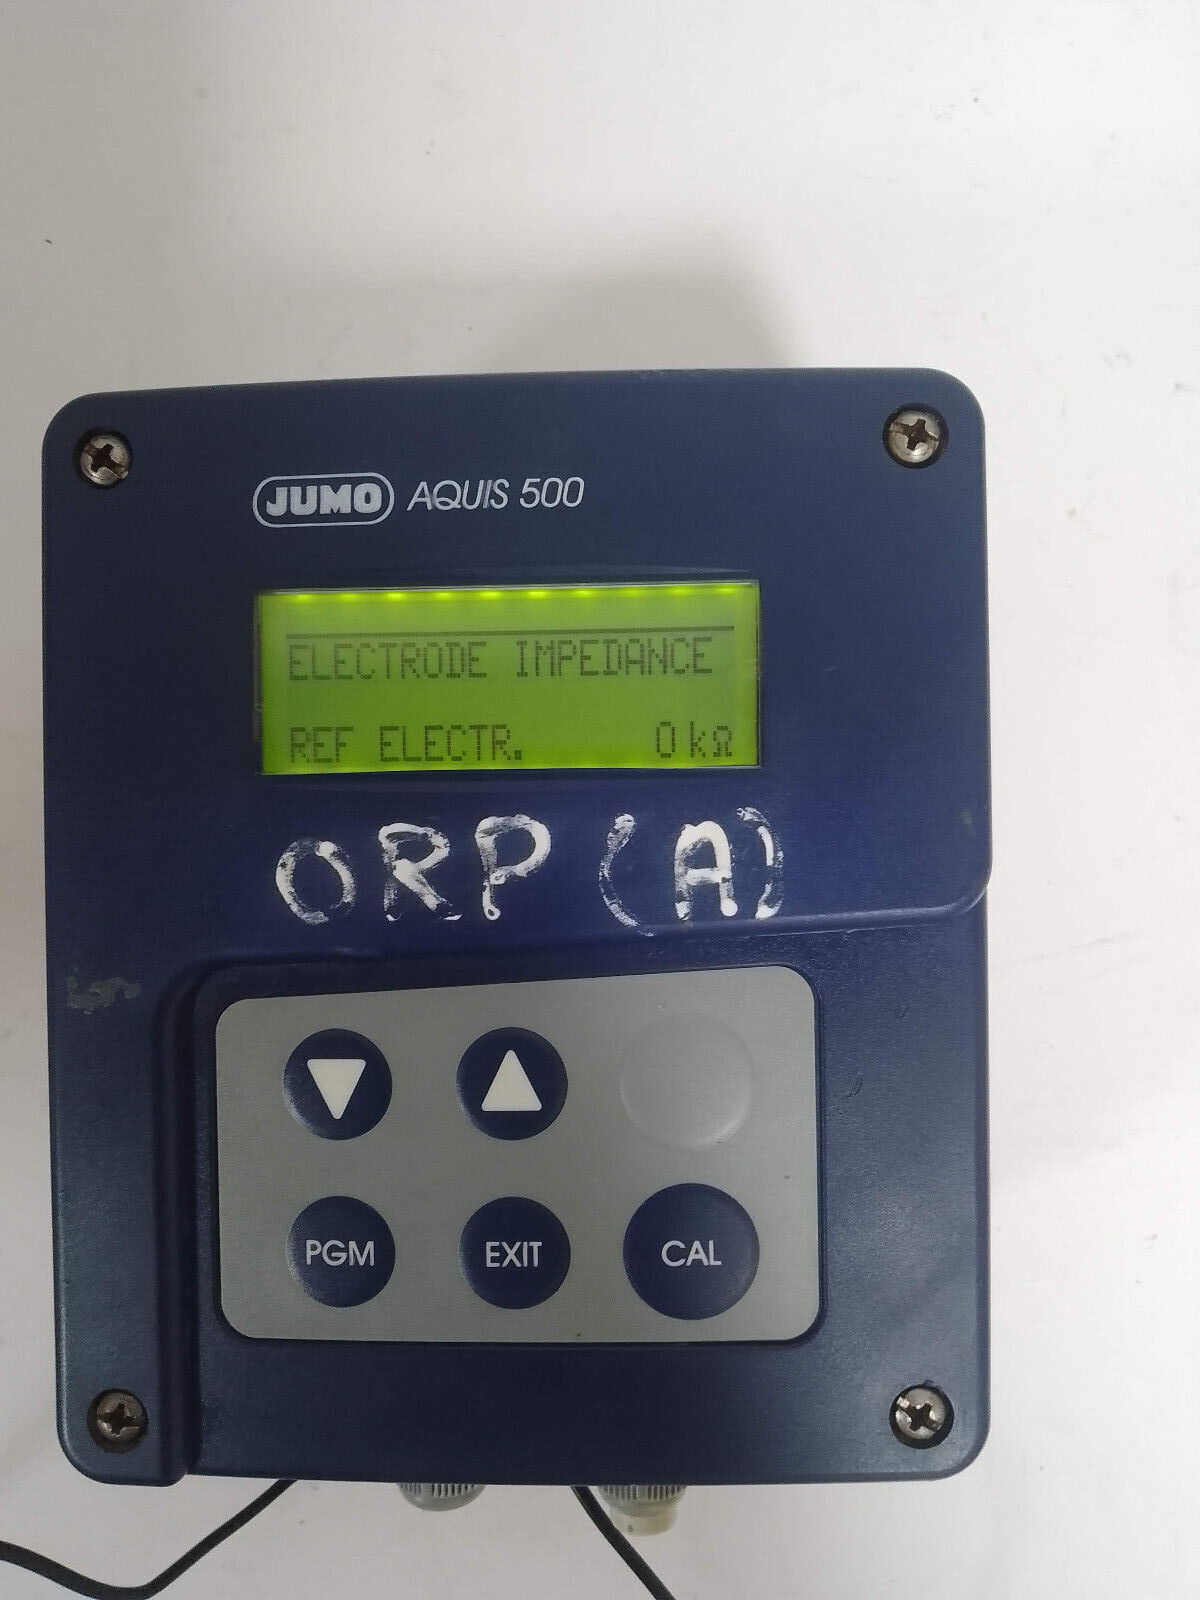 JUMO AQUIS 500
ELECTRODE IMPEDANCE
REF ELECTR. 0 kΩ
ORP (A)
PGM EXIT CAL